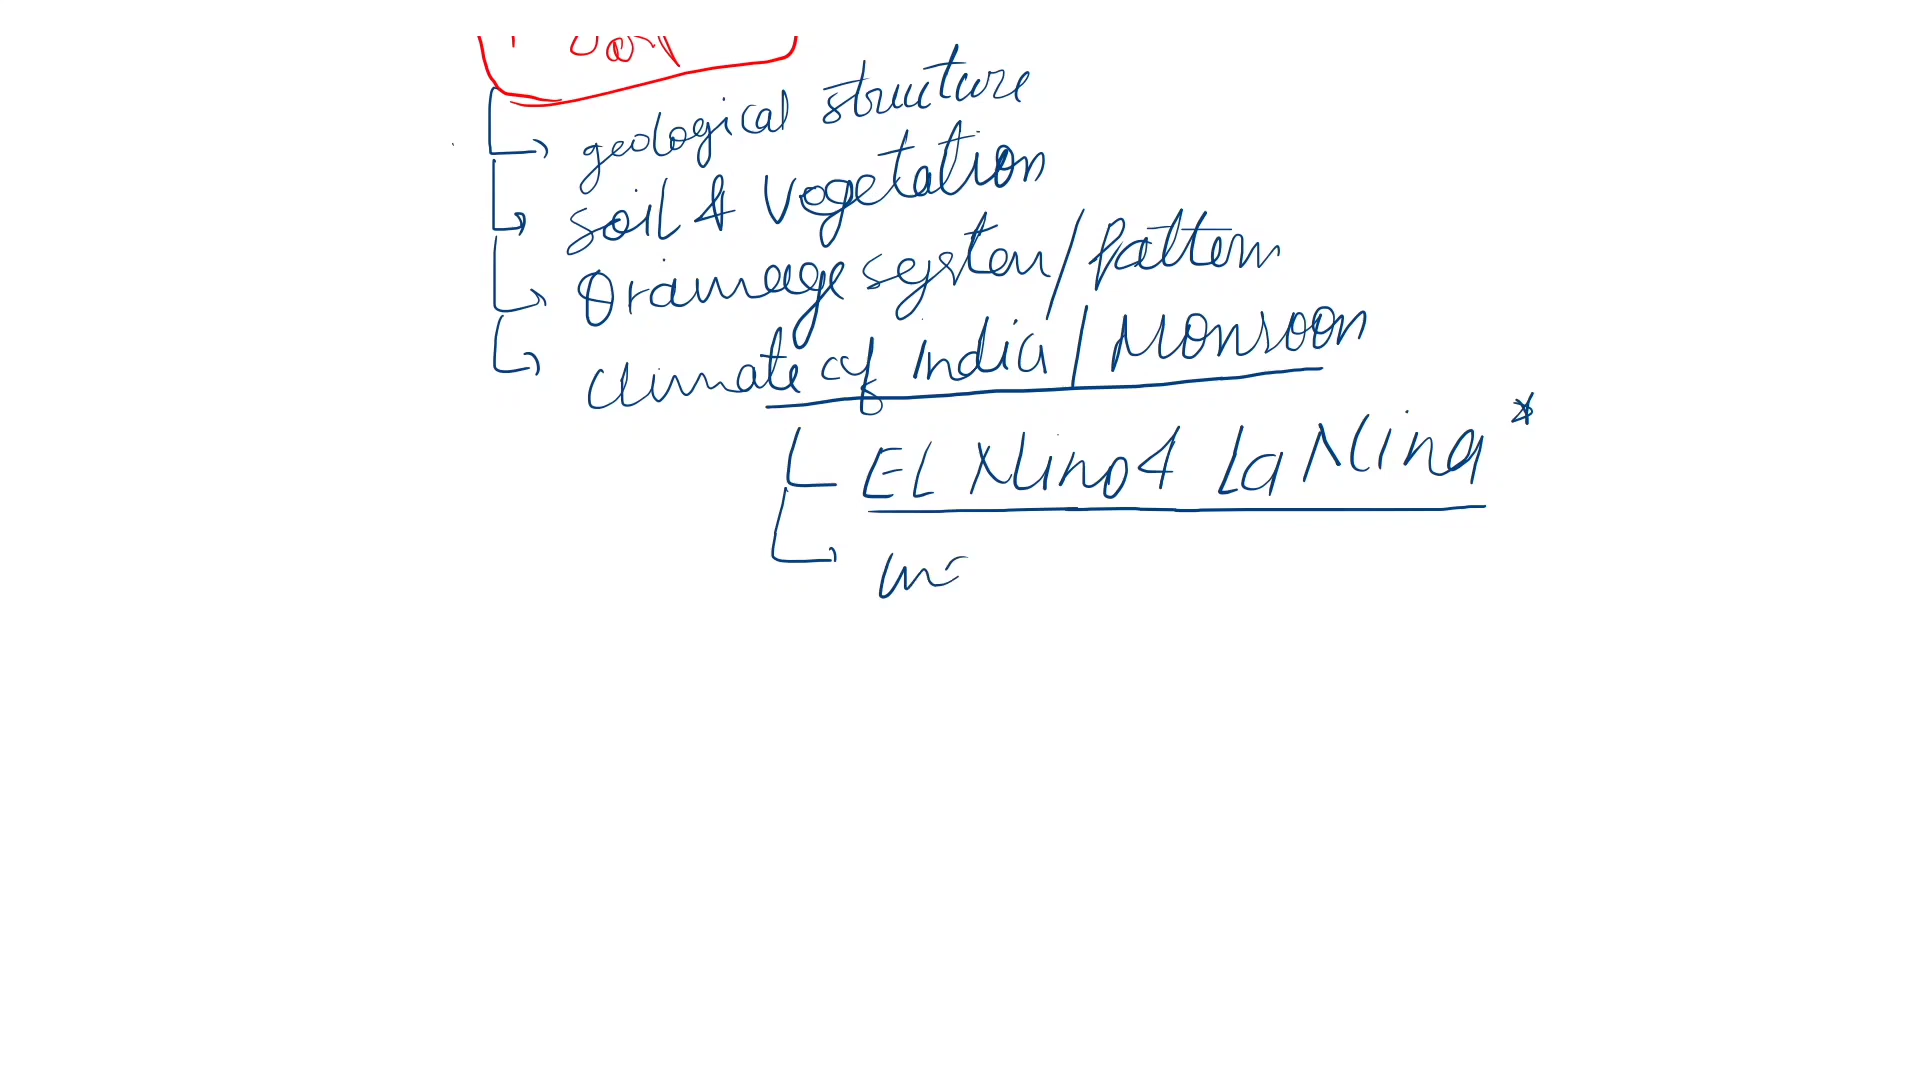 geological structure
soil & Vegetation
Drainage system/pattern
climate of India/Monsoon
EL Nino & La Nina *